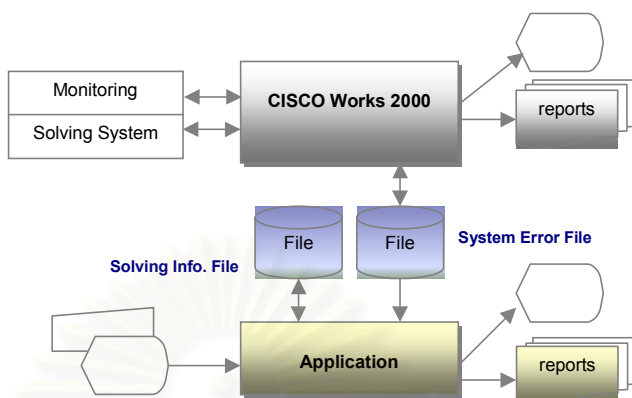 Monitoring
Solving System
CISCO Works 2000
reports
File
File
System Error File
Solving Info. File
Application
reports